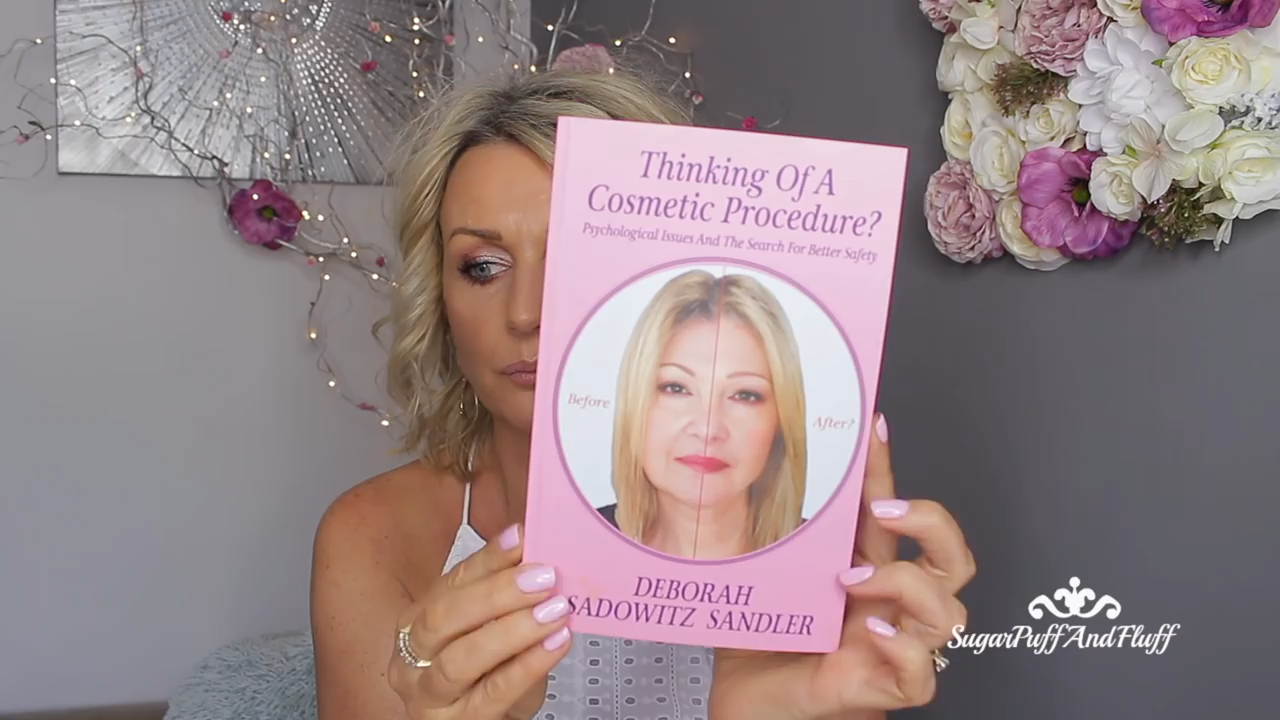 Thinking Of A
Cosmetic Procedure?
Psychological Issues And The Search For Better Safety
Before
After?
DEBORAH
SADOWITZ SANDLER
SugarPuffAndFluff